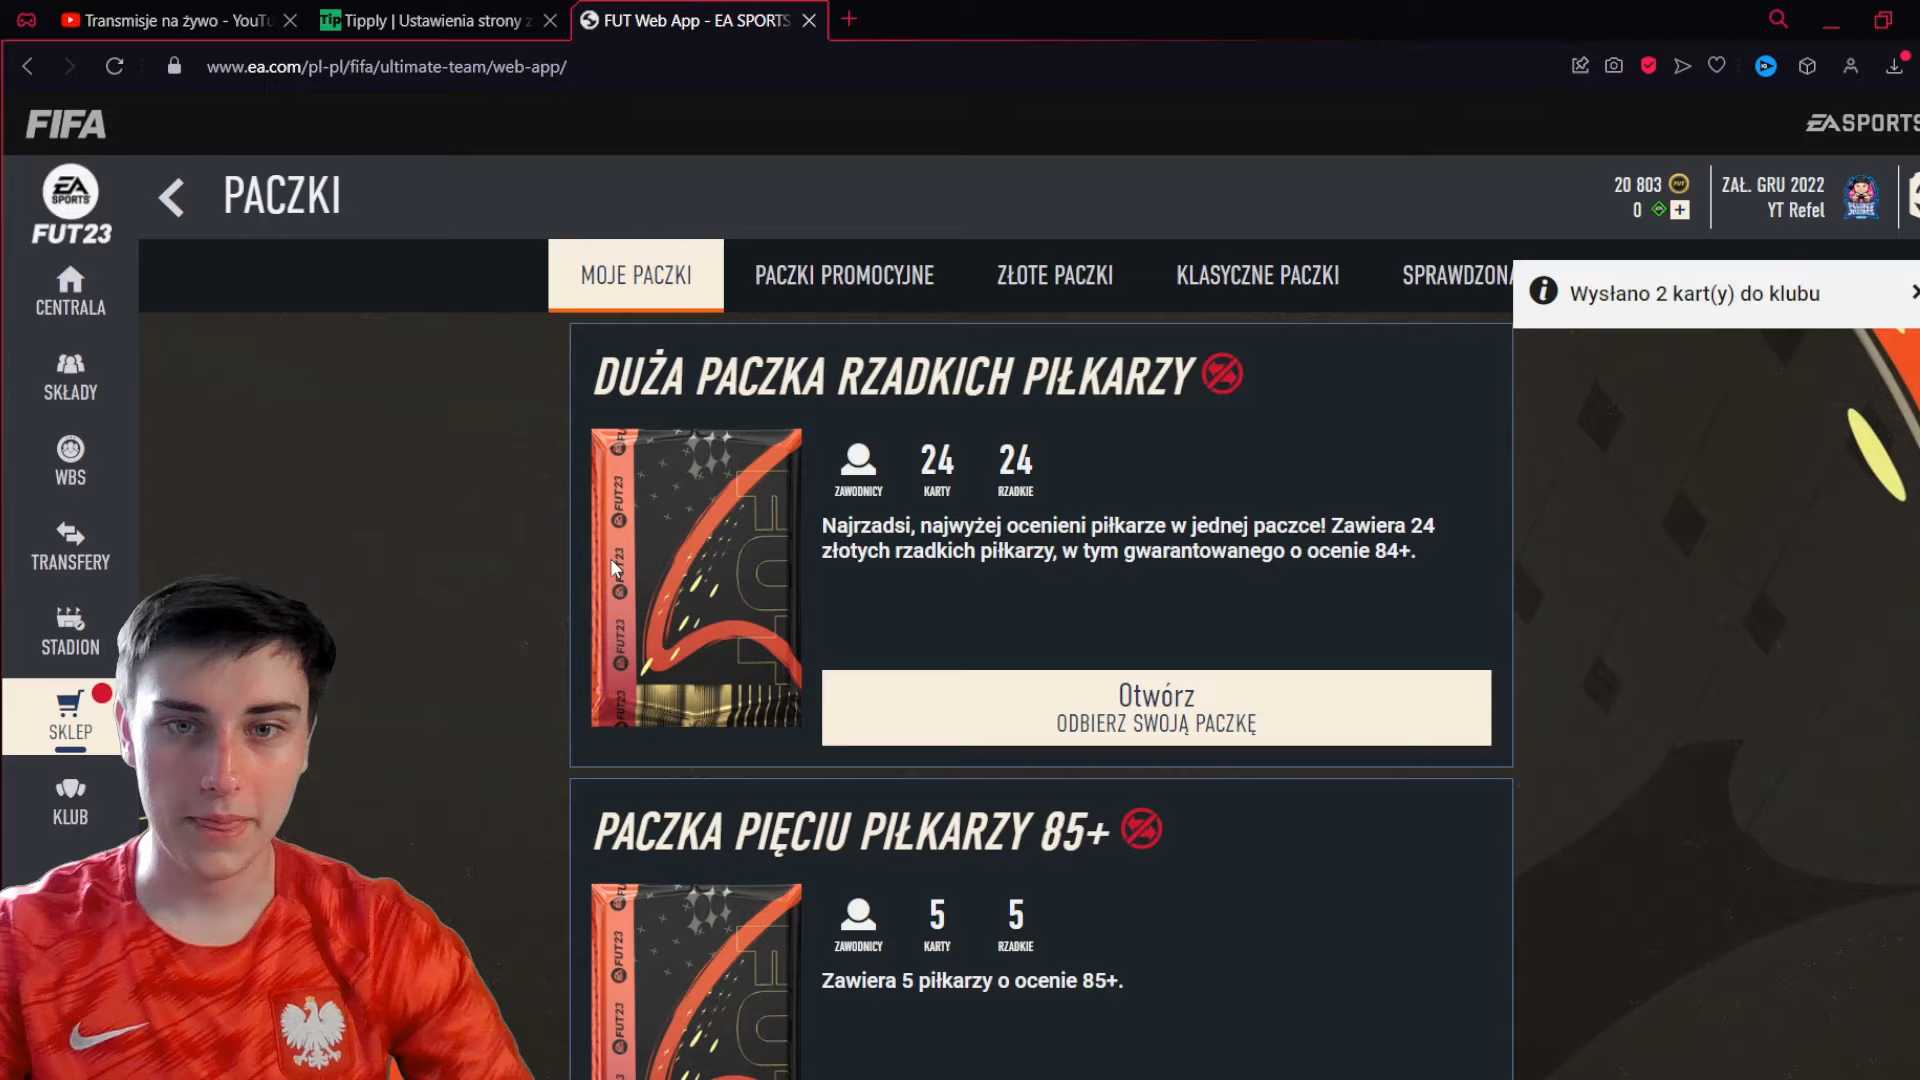 Transmisje na żywo - YouTu
Tip Tipply | Ustawienia strony z
FUT Web App - EA SPORTS
www.ea.com/pl-pl/fifa/ultimate-team/web-app/
FIFA
EA SPORTS
EA SPORTS
FUT23
PACZKI
20 803
0
ZAŁ. GRU 2022
YT Refel
CENTRALA
SKŁADY
WBS
TRANSFERY
STADION
SKLEP
KLUB
MOJE PACZKI
PACZKI PROMOCYJNE
ZŁOTE PACZKI
KLASYCZNE PACZKI
SPRAWDZONA
Wysłano 2 kart(y) do klubu
DUŻA PACZKA RZADKICH PIŁKARZY
24 24
ZAWODNICY KARTY RZADKIE
Najrzadsi, najwyżej ocenieni piłkarze w jednej paczce! Zawiera 24
złotych rzadkich piłkarzy, w tym gwarantowanego o ocenie 84+.
Otwórz
ODBIERZ SWOJĄ PACZKĘ
PACZKA PIĘCIU PIŁKARZY 85+
5 5
ZAWODNICY KARTY RZADKIE
Zawiera 5 piłkarzy o ocenie 85+.